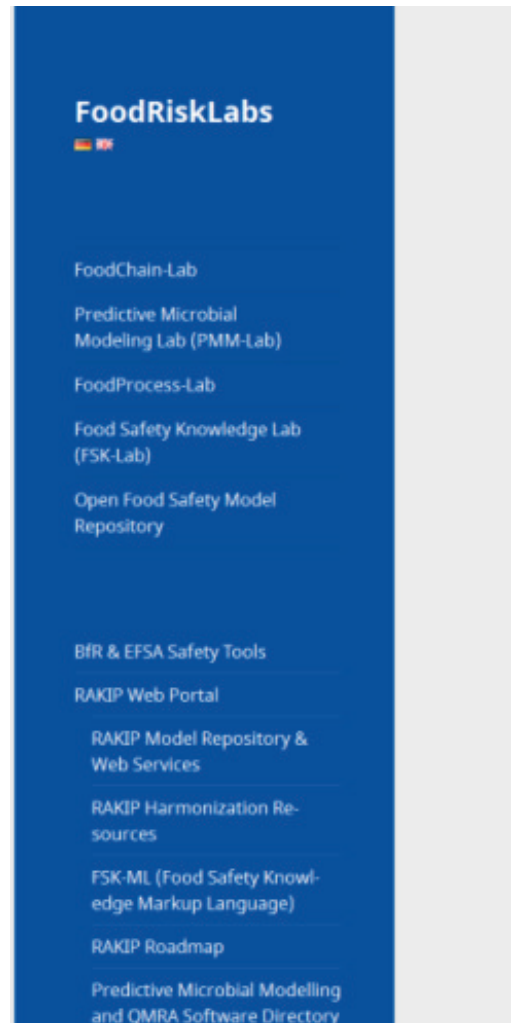 FoodRiskLabs
FoodChain-Lab
Predictive Microbial
Modeling Lab (PMM-Lab)
FoodProcess-Lab
Food Safety Knowledge Lab
(FSK-Lab)
Open Food Safety Model
Repository
BfR & EFSA Safety Tools
RAKIP Web Portal
RAKIP Model Repository &
Web Services
RAKIP Harmonization Re-
sources
FSK-ML (Food Safety Knowl-
edge Markup Language)
RAKIP Roadmap
Predictive Microbial Modelling
and QMRA Software Directory